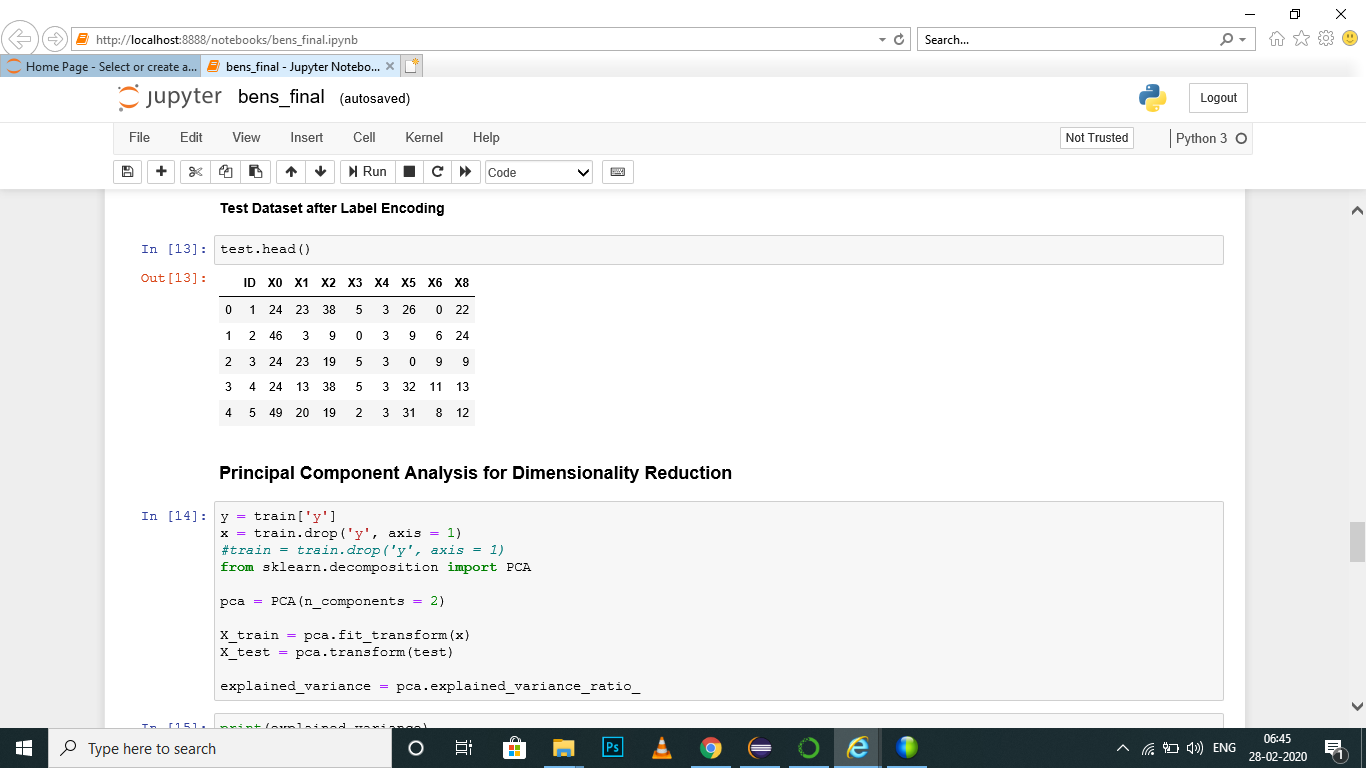 http://localhost:8888/notebooks/bens_final.ipynb
Search...
Home Page - Select or create a...
bens_final - Jupyter Notebo...
jupyter bens_final (autosaved)
Logout
File Edit View Insert Cell Kernel Help
Not Trusted
Python 3
Run
Code
Test Dataset after Label Encoding
In [13]: test.head()
Out[13]:
ID X0 X1 X2 X3 X4 X5 X6 X8
0 1 24 23 38 5 3 26 0 22
1 2 46 3 9 0 3 9 6 24
2 3 24 23 19 5 3 0 9 9
3 4 24 13 38 5 3 32 11 13
4 5 49 20 19 2 3 31 8 12
Principal Component Analysis for Dimensionality Reduction
In [14]: y = train['y']
x = train.drop('y', axis = 1)
#train = train.drop('y', axis = 1)
from sklearn.decomposition import PCA
pca = PCA(n_components = 2)
X_train = pca.fit_transform(x)
X_test = pca.transform(test)
explained_variance = pca.explained_variance_ratio_
In [15]: print(explained_variance)
Type here to search
Ps
ENG
06:45
28-02-2020
1